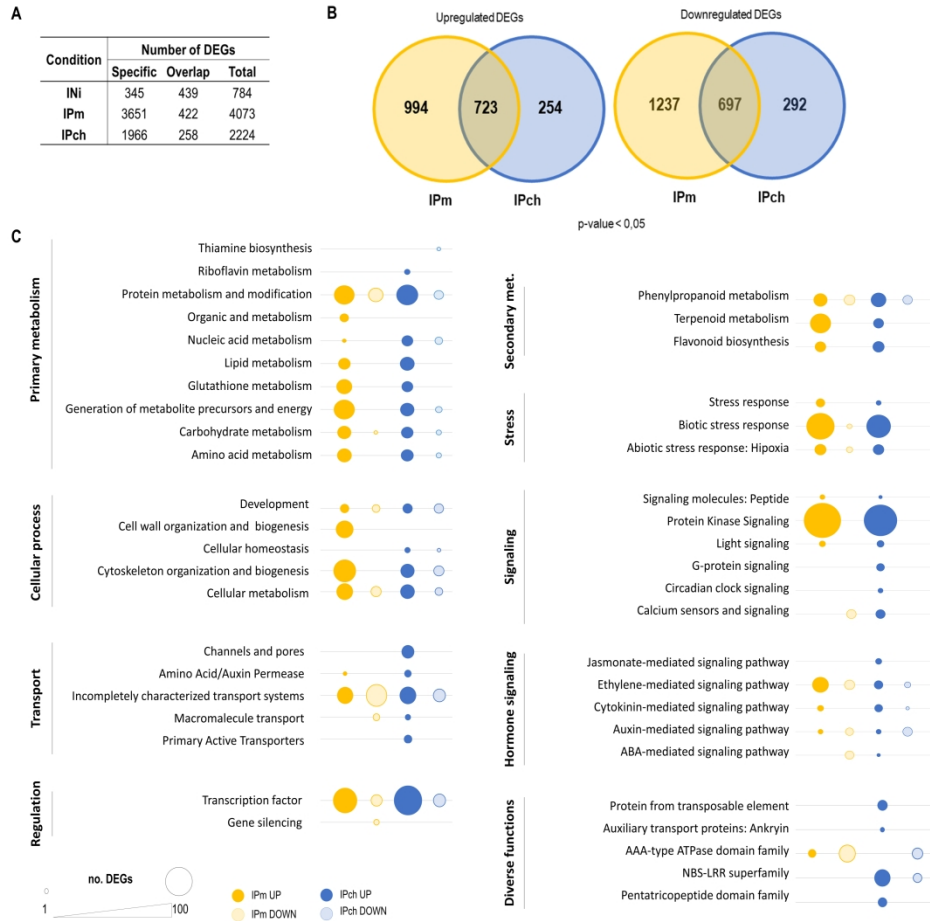 A
Condition
Number of DEGs
Specific Overlap Total
INi 345 439 784
IPm 3651 422 4073
IPch 1966 258 2224
B
Upregulated DEGs
994 723 254
IPm IPch
Downregulated DEGs
1237 697 292
IPm IPch
p-value < 0,05
C
Primary metabolism
Thiamine biosynthesis
Riboflavin metabolism
Protein metabolism and modification
Organic and metabolism
Nucleic acid metabolism
Lipid metabolism
Glutathione metabolism
Generation of metabolite precursors and energy
Carbohydrate metabolism
Amino acid metabolism
Cellular process
Development
Cell wall organization and biogenesis
Cellular homeostasis
Cytoskeleton organization and biogenesis
Cellular metabolism
Transport
Channels and pores
Amino Acid/Auxin Permease
Incompletely characterized transport systems
Macromolecule transport
Primary Active Transporters
Regulation
Transcription factor
Gene silencing
Secondary met.
Phenylpropanoid metabolism
Terpenoid metabolism
Flavonoid biosynthesis
Stress
Stress response
Biotic stress response
Abiotic stress response: Hipoxia
Signaling
Signaling molecules: Peptide
Protein Kinase Signaling
Light signaling
G-protein signaling
Circadian clock signaling
Calcium sensors and signaling
Hormone signaling
Jasmonate-mediated signaling pathway
Ethylene-mediated signaling pathway
Cytokinin-mediated signaling pathway
Auxin-mediated signaling pathway
ABA-mediated signaling pathway
Diverse functions
Protein from transposable element
Auxiliary transport proteins: Ankryin
AAA-type ATPase domain family
NBS-LRR superfamily
Pentatricopeptide domain family
no. DEGs
1 100
IPm UP
IPm DOWN
IPch UP
IPch DOWN